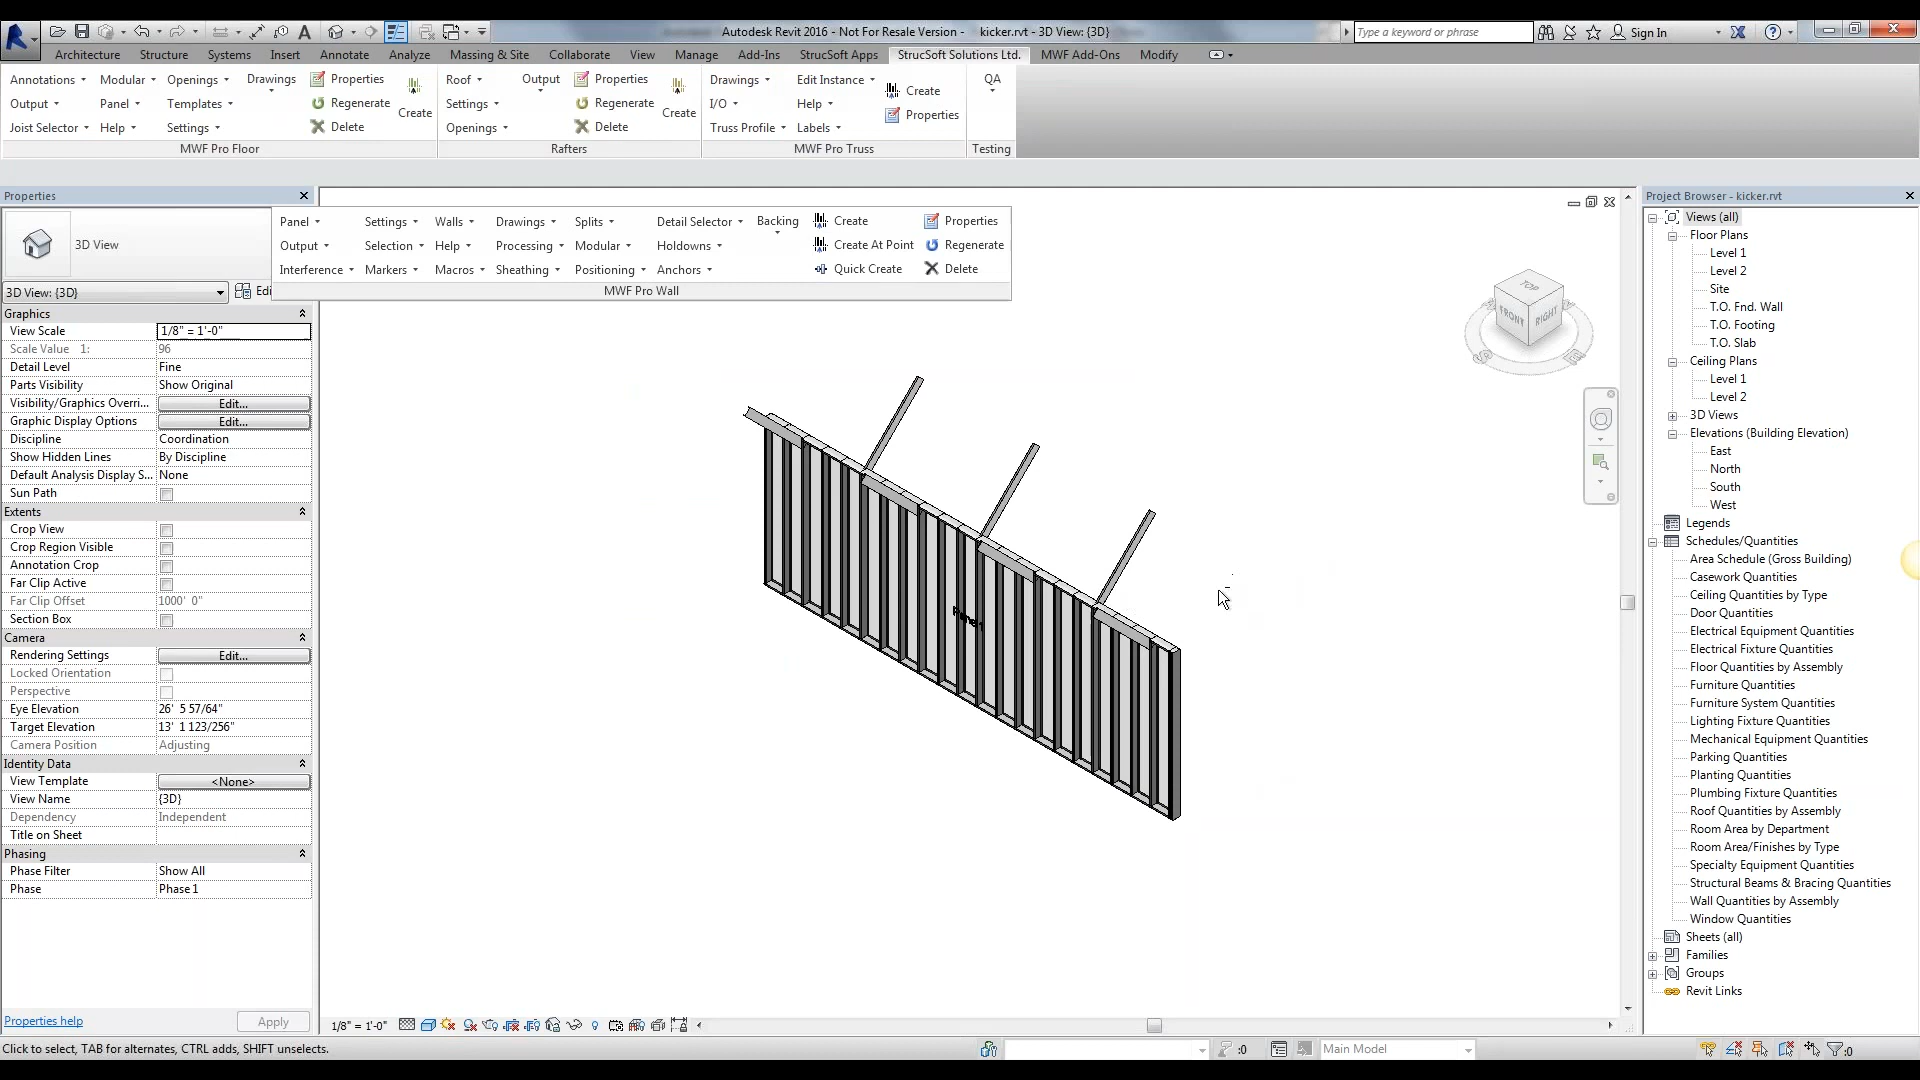 Autodesk Revit 2016 - Not For Resale Version - kicker.rvt - 3D View: {3D}
Type a keyword or phrase
Sign In
Architecture Structure Systems Insert Annotate Analyze Massing & Site Collaborate View Manage Add-Ins StrucSoft Apps StrucSoft Solutions Ltd. MWF Add-Ons Modify
Annotations Modular Openings Drawings Properties Roof Output Properties Drawings Edit Instance QA
Output Panel Templates Regenerate Create Settings Regenerate Create I/O Help Create
Joist Selector Help Settings Delete Openings Delete Truss Profile Labels Properties
MWF Pro Floor Rafters MWF Pro Truss Testing
Properties
3D View
3D View: {3D}
Edi
Panel Settings Walls Drawings Splits Detail Selector Backing Create Properties
Output Selection Help Processing Modular Holdowns Create At Point Regenerate
Interference Markers Macros Sheathing Positioning Anchors Quick Create Delete
MWF Pro Wall
Graphics
View Scale 1/8" = 1'-0"
Scale Value 1: 96
Detail Level Fine
Parts Visibility Show Original
Visibility/Graphics Overri... Edit...
Graphic Display Options Edit...
Discipline Coordination
Show Hidden Lines By Discipline
Default Analysis Display S... None
Sun Path
Extents
Crop View
Crop Region Visible
Annotation Crop
Far Clip Active
Far Clip Offset 1000' 0"
Section Box
Camera
Rendering Settings Edit...
Locked Orientation
Perspective
Eye Elevation 26' 5 57/64"
Target Elevation 13' 1 123/256"
Camera Position Adjusting
Identity Data
View Template <None>
View Name {3D}
Dependency Independent
Title on Sheet
Phasing
Phase Filter Show All
Phase Phase 1
Properties help Apply
TOP
FRONT RIGHT
Project Browser - kicker.rvt
Views (all)
Floor Plans
Level 1
Level 2
Site
T.O. Fnd. Wall
T.O. Footing
T.O. Slab
Ceiling Plans
Level 1
Level 2
3D Views
Elevations (Building Elevation)
East
North
South
West
Legends
Schedules/Quantities
Area Schedule (Gross Building)
Casework Quantities
Ceiling Quantities by Type
Door Quantities
Electrical Equipment Quantities
Electrical Fixture Quantities
Floor Quantities by Assembly
Furniture Quantities
Furniture System Quantities
Lighting Fixture Quantities
Mechanical Equipment Quantities
Parking Quantities
Planting Quantities
Plumbing Fixture Quantities
Roof Quantities by Assembly
Room Area by Department
Room Area/Finishes by Type
Specialty Equipment Quantities
Structural Beams & Bracing Quantities
Wall Quantities by Assembly
Window Quantities
Sheets (all)
Families
Groups
Revit Links
1/8" = 1'-0"
Click to select, TAB for alternates, CTRL adds, SHIFT unselects.
:0
Main Model
:0